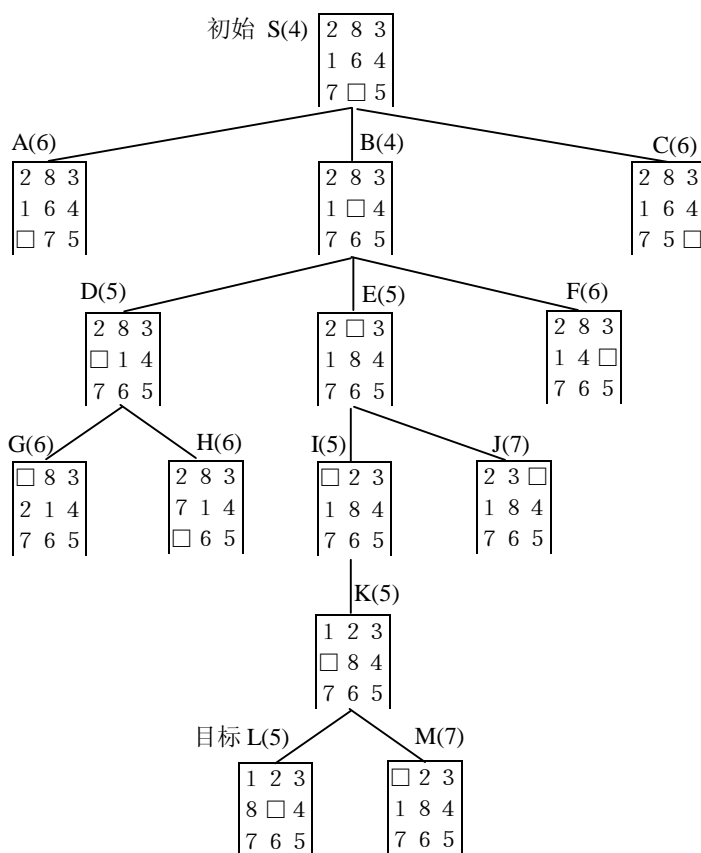 初始 S(4)
2 8 3
1 6 4
7 □ 5
A(6)
2 8 3
1 6 4
□ 7 5
B(4)
2 8 3
1 □ 4
7 6 5
C(6)
2 8 3
1 6 4
7 5 □
D(5)
2 8 3
□ 1 4
7 6 5
E(5)
2 □ 3
1 8 4
7 6 5
F(6)
2 8 3
1 4 □
7 6 5
G(6)
□ 8 3
2 1 4
7 6 5
H(6)
2 8 3
7 1 4
□ 6 5
I(5)
□ 2 3
1 8 4
7 6 5
J(7)
2 3 □
1 8 4
7 6 5
K(5)
1 2 3
□ 8 4
7 6 5
目标 L(5)
1 2 3
8 □ 4
7 6 5
M(7)
□ 2 3
1 8 4
7 6 5